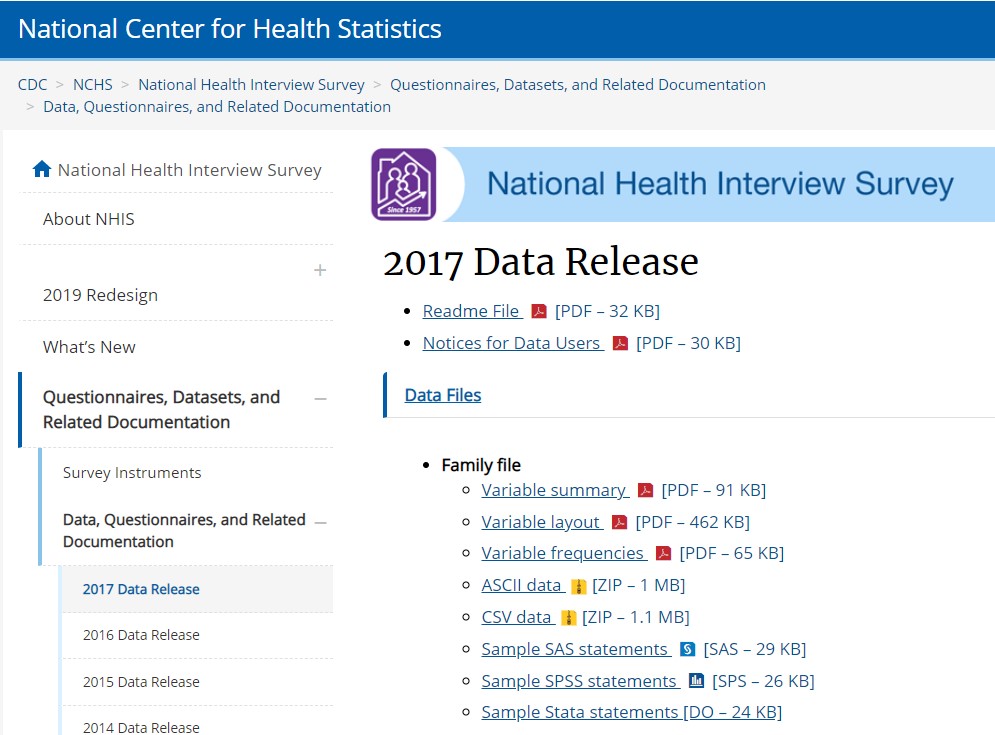 National Center for Health Statistics
CDC > NCHS > National Health Interview Survey > Questionnaires, Datasets, and Related Documentation
> Data, Questionnaires, and Related Documentation
National Health Interview Survey
About NHIS
+
2019 Redesign
What's New
Questionnaires, Datasets, and –
Related Documentation
Survey Instruments
Data, Questionnaires, and Related –
Documentation
2017 Data Release
2016 Data Release
2015 Data Release
2014 Data Release
Since 1957
National Health Interview Survey
2017 Data Release
• Readme File [PDF – 32 KB]
• Notices for Data Users [PDF – 30 KB]
Data Files
• Family file
○ Variable summary [PDF – 91 KB]
○ Variable layout [PDF – 462 KB]
○ Variable frequencies [PDF – 65 KB]
○ ASCII data [ZIP – 1 MB]
○ CSV data [ZIP – 1.1 MB]
○ Sample SAS statements [SAS – 29 KB]
○ Sample SPSS statements [SPS – 26 KB]
○ Sample Stata statements [DO – 24 KB]